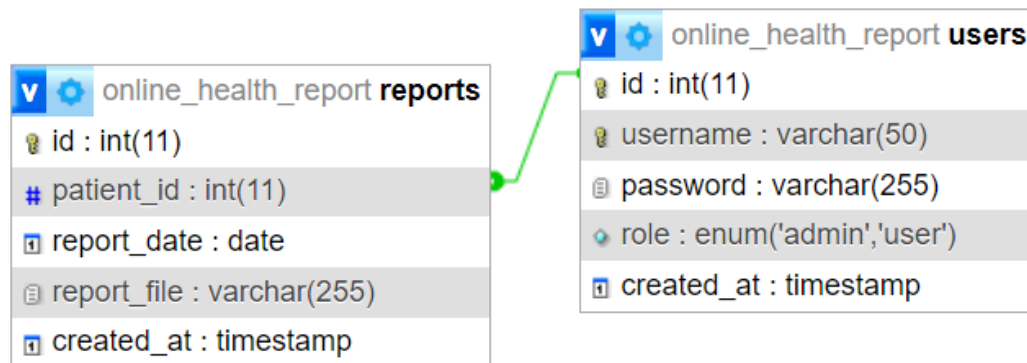 v online_health_report reports
id : int(11)
# patient_id : int(11)
report_date : date
report_file : varchar(255)
created_at : timestamp
v online_health_report users
id : int(11)
username : varchar(50)
password : varchar(255)
role : enum('admin','user')
created_at : timestamp